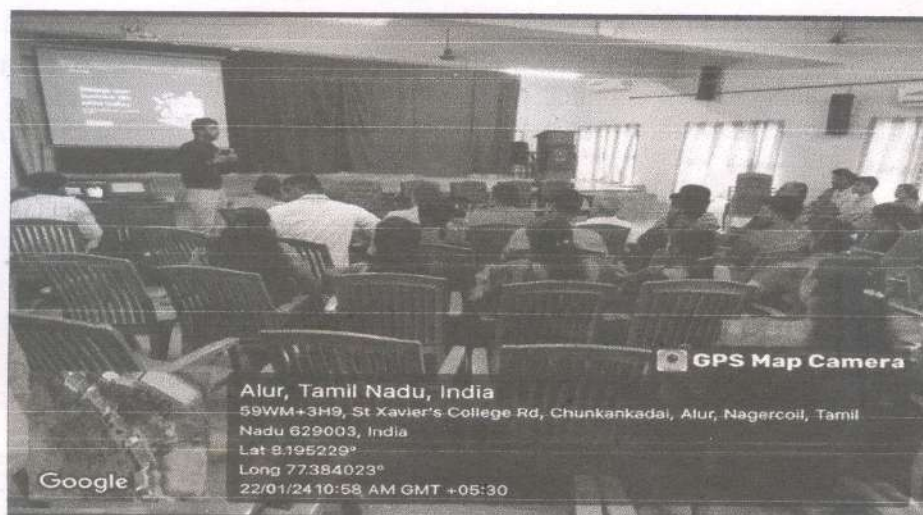 GPS Map Camera
Alur, Tamil Nadu, India
59WM+3H9, St Xavier's College Rd, Chunkankadai, Alur, Nagercoil, Tamil
Nadu 629003, India
Lat 8.195229°
Long 77.384023°
22/01/24 10:58 AM GMT +05:30
Google